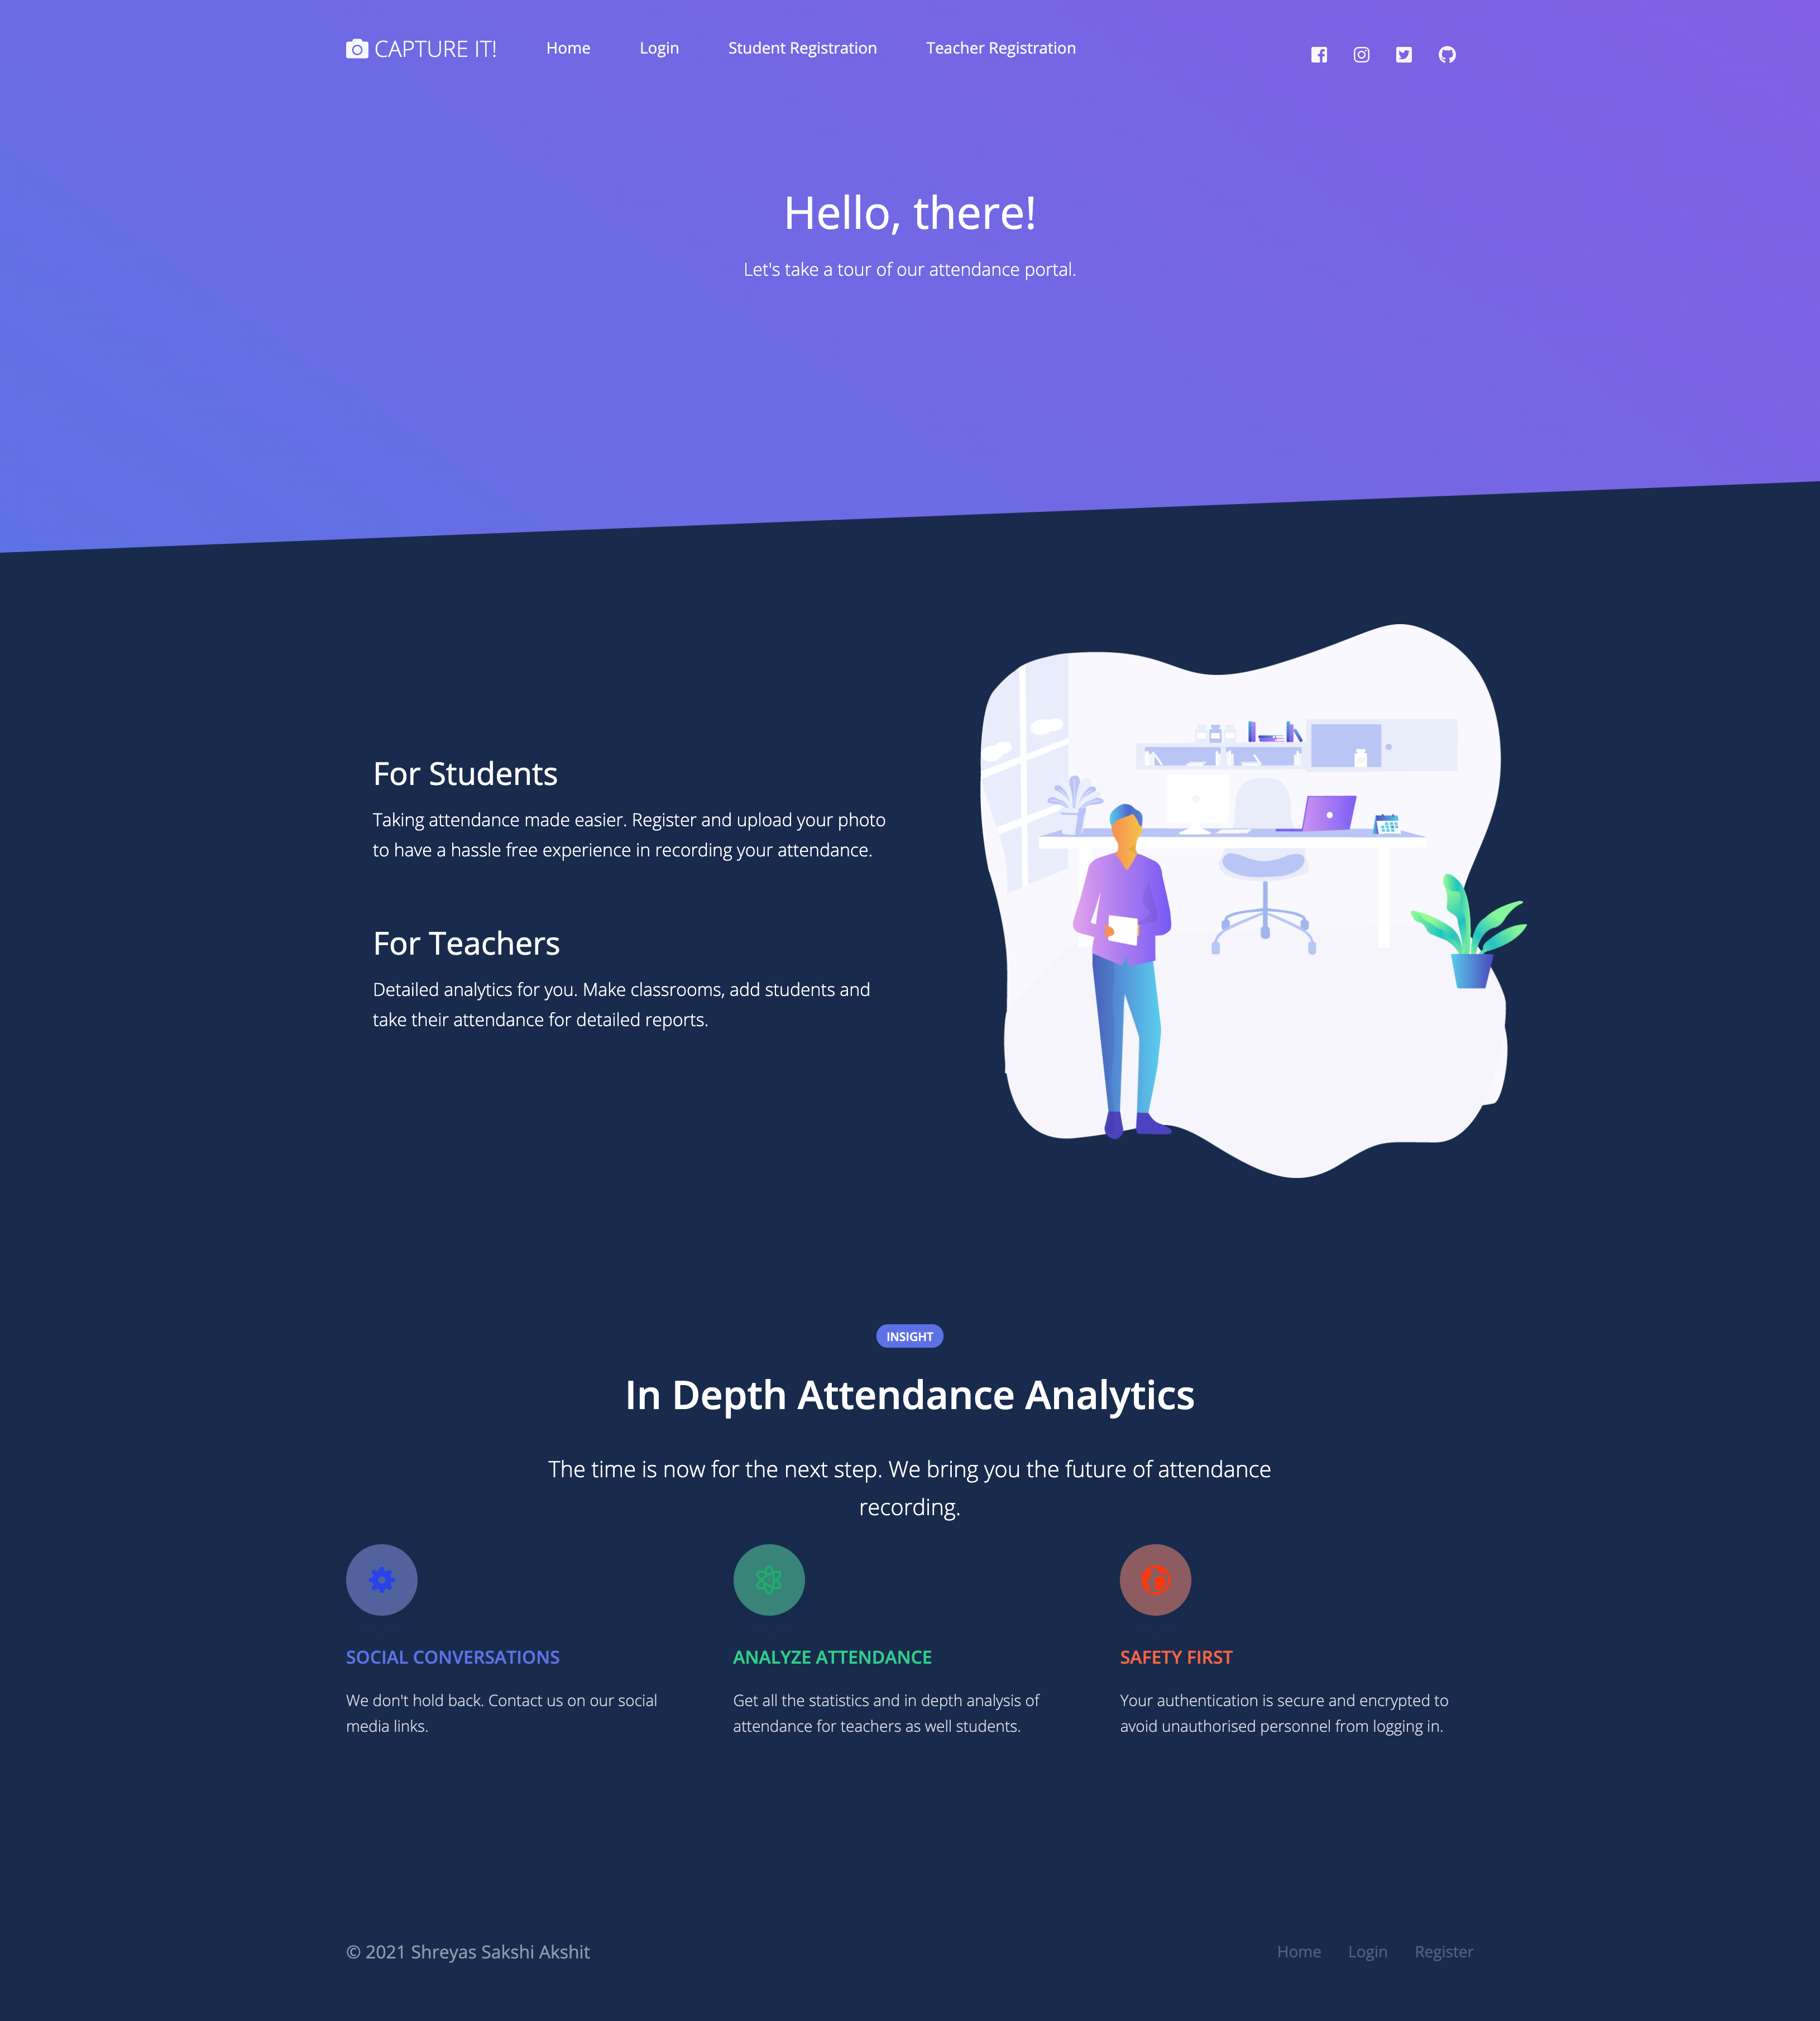 CAPTURE IT!
Home
Login
Student Registration
Teacher Registration
Hello, there!
Let's take a tour of our attendance portal.
For Students
Taking attendance made easier. Register and upload your photo
to have a hassle free experience in recording your attendance.
For Teachers
Detailed analytics for you. Make classrooms, add students and
take their attendance for detailed reports.
INSIGHT
In Depth Attendance Analytics
The time is now for the next step. We bring you the future of attendance
recording.
SOCIAL CONVERSATIONS
We don't hold back. Contact us on our social
media links.
ANALYZE ATTENDANCE
Get all the statistics and in depth analysis of
attendance for teachers as well students.
SAFETY FIRST
Your authentication is secure and encrypted to
avoid unauthorised personnel from logging in.
© 2021 Shreyas Sakshi Akshit
Home
Login
Register